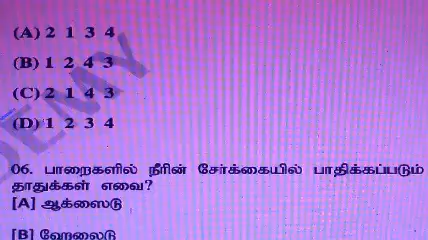 (A) 2 1 3 4
(B) 1 2 4 3
(C) 2 1 4 3
(D) 1 2 3 4
06. பாறைகளில் நீரின் சேர்க்கையில் பாதிக்கப்படும்
தாதுக்கள் எவை?
[A] ஆக்ஸைடு
[B] ஹேலைடு